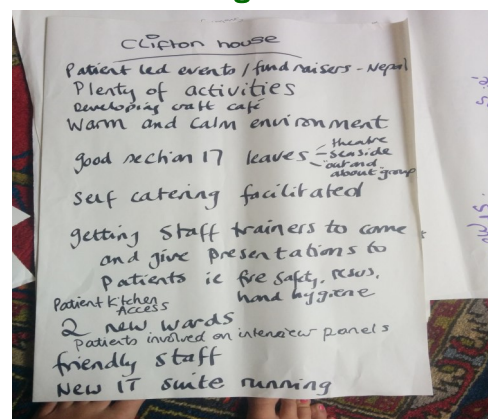 Clifton house
Patient led events / fund raisers - Nepal
Plenty of activities
Developing craft café
Warm and calm environment
good section 17 leaves - theatre
- seaside
- out and
about group
self catering facilitated
getting staff trainers to come
and give presentations to
patients ie fire safety, resus,
hand hygiene
Patient Kitchen
Access
2 new wards
Patients involved on interview panels
friendly staff
New IT suite running